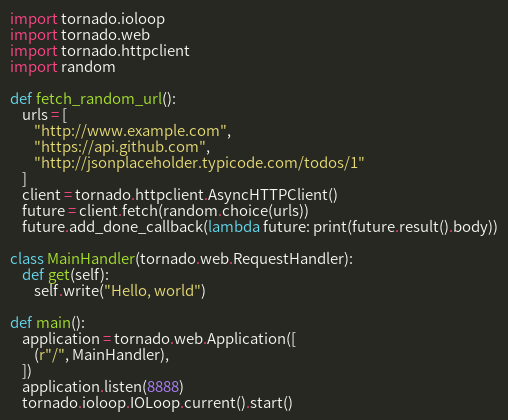 import tornado.ioloop
import tornado.web
import tornado.httpclient
import random

def fetch_random_url():
    urls = [
        "http://www.example.com",
        "https://api.github.com",
        "http://jsonplaceholder.typicode.com/todos/1"
    ]
    client = tornado.httpclient.AsyncHTTPClient()
    future = client.fetch(random.choice(urls))
    future.add_done_callback(lambda future: print(future.result().body))

class MainHandler(tornado.web.RequestHandler):
    def get(self):
        self.write("Hello, world")

def main():
    application = tornado.web.Application([
        (r"/", MainHandler),
    ])
    application.listen(8888)
    tornado.ioloop.IOLoop.current().start()